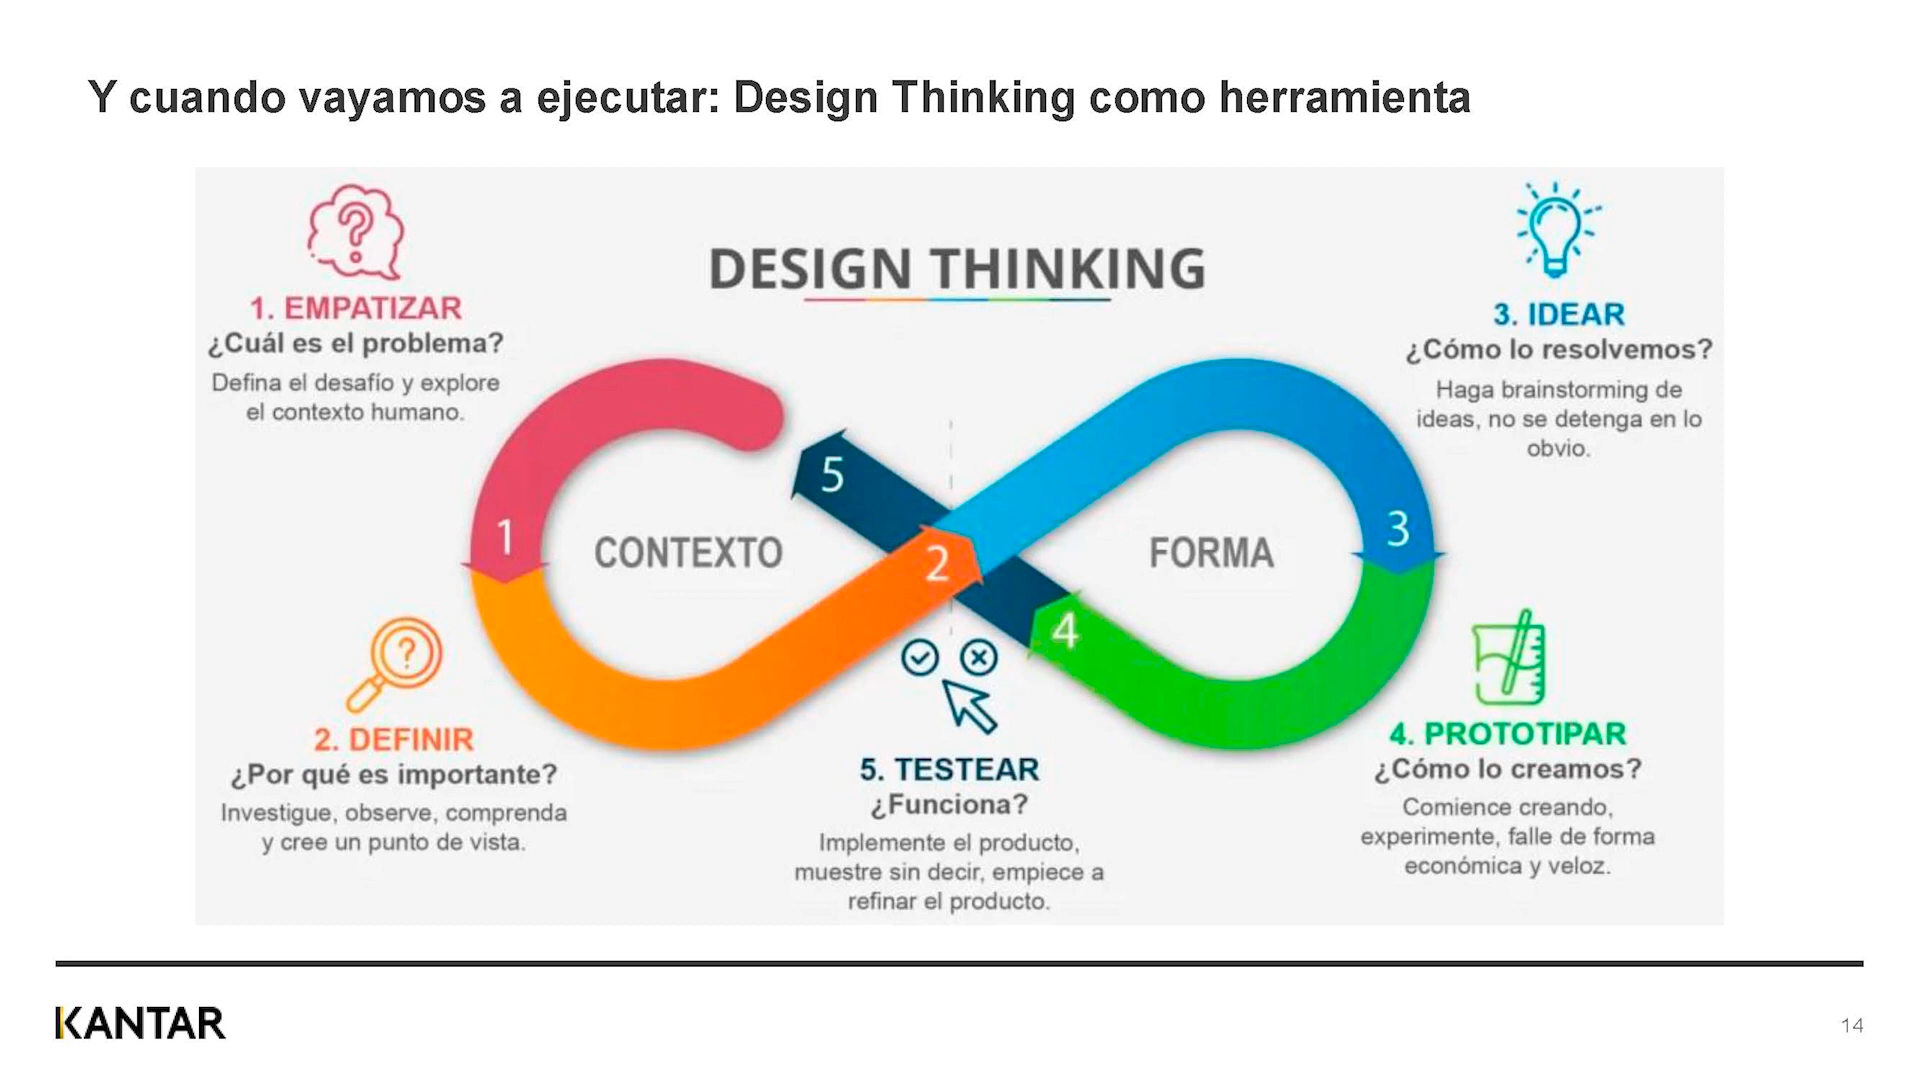 Y cuando vayamos a ejecutar: Design Thinking como herramienta
DESIGN THINKING
1. EMPATIZAR
¿Cuál es el problema?
Defina el desafío y explore
el contexto humano.
2. DEFINIR
¿Por qué es importante?
Investigue, observe, comprenda
y cree un punto de vista.
3. IDEAR
¿Cómo lo resolvemos?
Haga brainstorming de
ideas, no se detenga en lo
obvio.
4. PROTOTIPAR
¿Cómo lo creamos?
Comience creando,
experimente, falle de forma
económica y veloz.
5. TESTEAR
¿Funciona?
Implemente el producto,
muestre sin decir, empiece a
refinar el producto.
CONTEXTO
FORMA
1
2
3
4
5
KANTAR
14